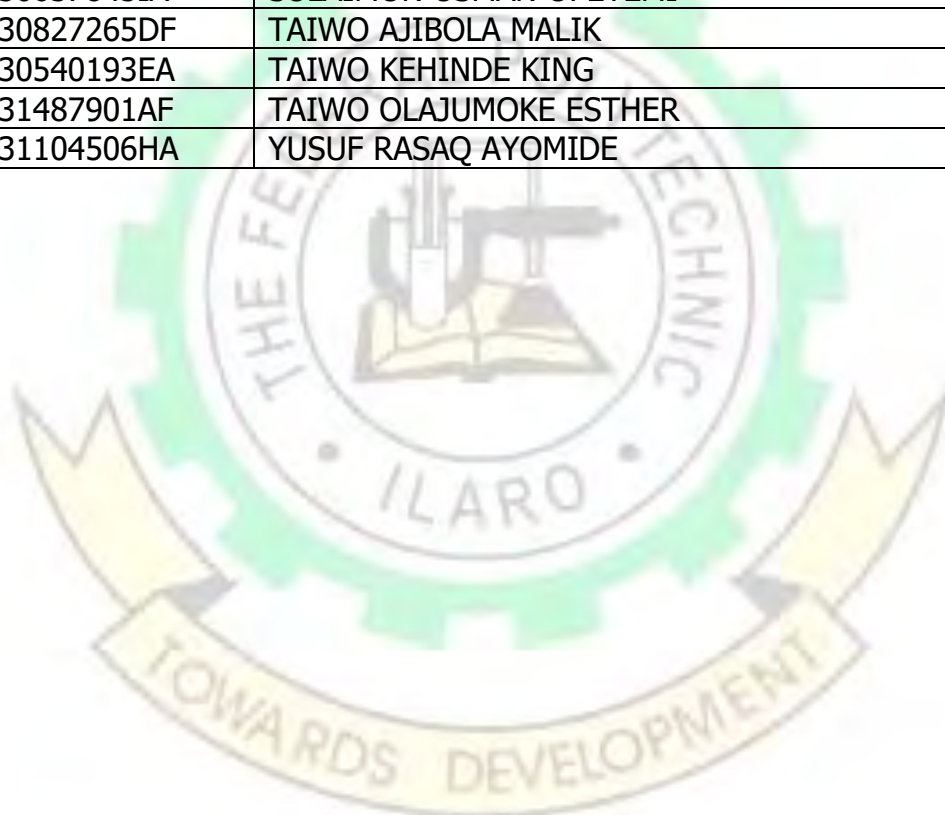 30827265DF TAIWO AJIBOLA MALIK
30540193EA TAIWO KEHINDE KING
31487901AF TAIWO OLAJUMOKE ESTHER
31104506HA YUSUF RASAQ AYOMIDE
THE FEDERAL POLYTECHNIC
ILARO
TOWARDS DEVELOPMENT